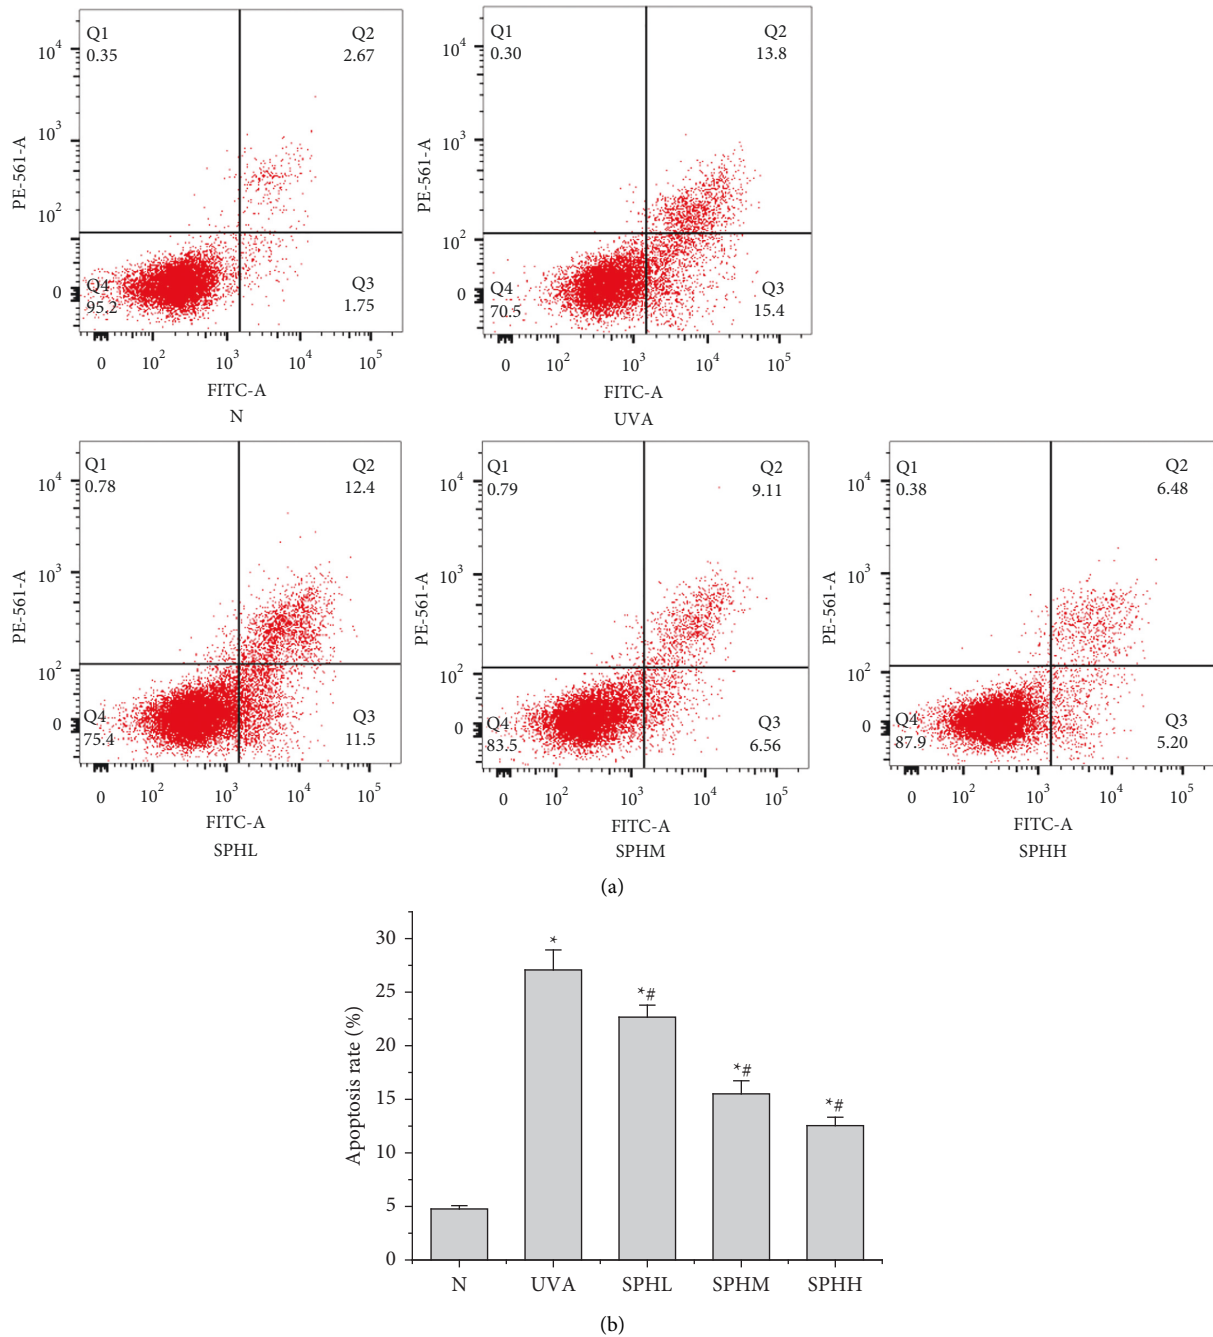 Q1
0.35
Q2
2.67
10^4
10^3
10^2
0
PE-561-A
Q4
95.2
Q3
1.75
0 10^2 10^3 10^4 10^5
FITC-A
N
Q1
0.30
Q2
13.8
10^4
10^3
10^2
0
PE-561-A
Q4
70.5
Q3
15.4
0 10^2 10^3 10^4 10^5
FITC-A
UVA
Q1
0.78
Q2
12.4
10^4
10^3
10^2
0
PE-561-A
Q4
75.4
Q3
11.5
0 10^2 10^3 10^4 10^5
FITC-A
SPHL
Q1
0.79
Q2
9.11
10^4
10^3
10^2
0
PE-561-A
Q4
83.5
Q3
6.56
0 10^2 10^3 10^4 10^5
FITC-A
SPHM
Q1
0.38
Q2
6.48
10^4
10^3
10^2
0
PE-561-A
Q4
87.9
Q3
5.20
0 10^2 10^3 10^4 10^5
FITC-A
SPHH
(a)
Apoptosis rate (%)
30
25
20
15
10
5
0
*
*#
*#
*#
N UVA SPHL SPHM SPHH
(b)